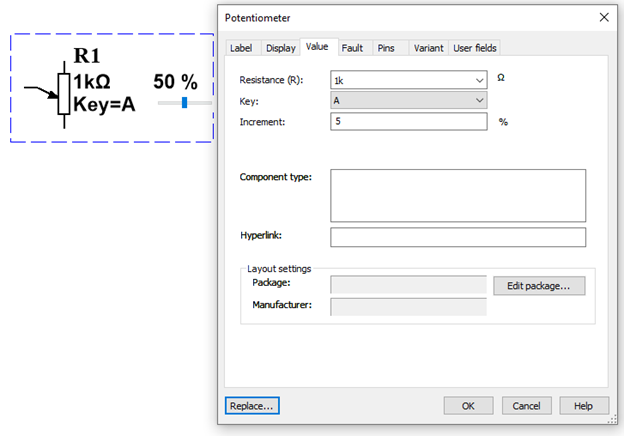 R1
1kΩ
Key=A
50 %
Potentiometer
Label Display Value Fault Pins Variant User fields
Resistance (R): 1k Ω
Key: A
Increment: 5 %
Component type:
Hyperlink:
Layout settings
Package: Edit package...
Manufacturer:
Replace... OK Cancel Help